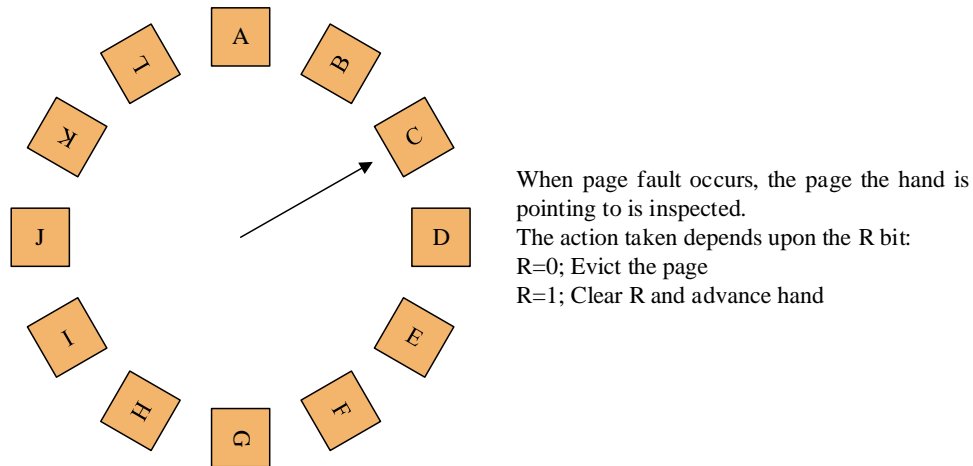 A
B
C
D
E
F
G
H
I
J
K
L
When page fault occurs, the page the hand is
pointing to is inspected.
The action taken depends upon the R bit:
R=0; Evict the page
R=1; Clear R and advance hand